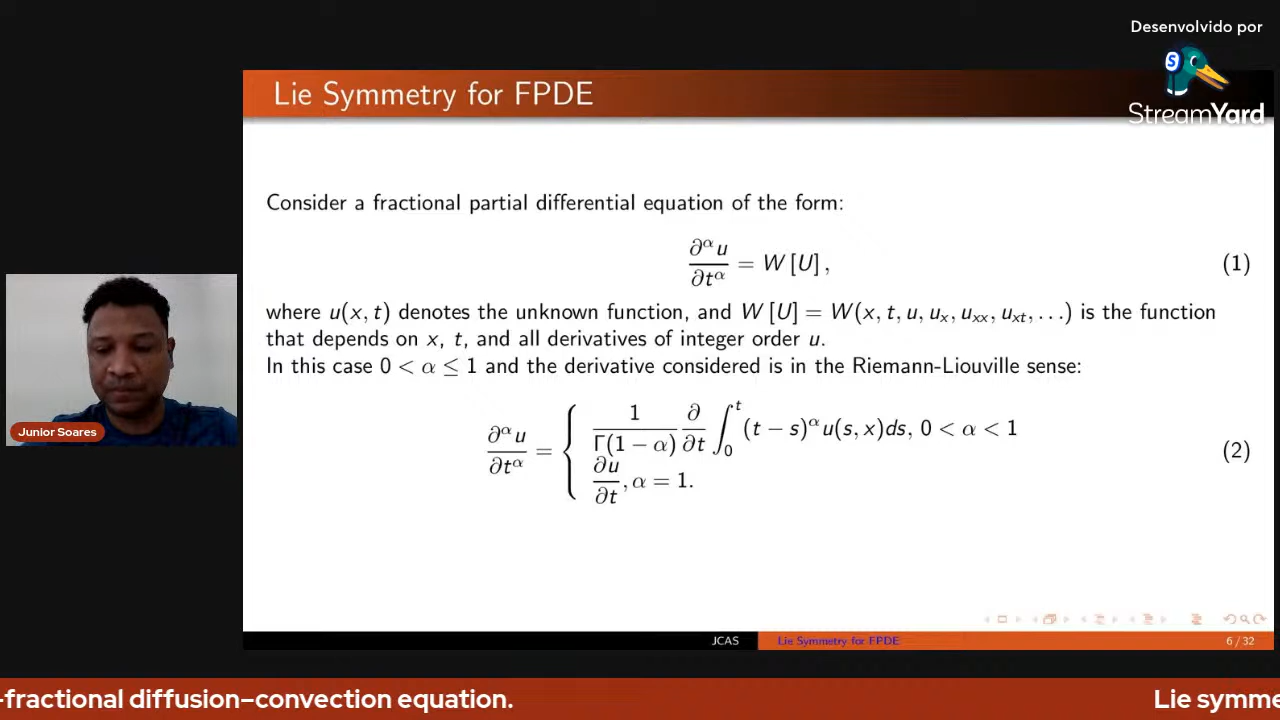 Desenvolvido por
StreamYard
Lie Symmetry for FPDE
Consider a fractional partial differential equation of the form:
∂^α u / ∂t^α = W [U] , (1)
where u(x, t) denotes the unknown function, and W [U] = W(x, t, u, u_x, u_xx, u_xt, . . .) is the function
that depends on x, t, and all derivatives of integer order u.
In this case 0 < α ≤ 1 and the derivative considered is in the Riemann-Liouville sense:
∂^α u / ∂t^α = { 1 / Γ(1 − α) ∂/∂t ∫_0^t (t − s)^α u(s, x)ds, 0 < α < 1
∂u/∂t , α = 1. (2)
Junior Soares
JCAS
Lie Symmetry for FPDE
6 / 32
-fractional diffusion–convection equation.
Lie symme